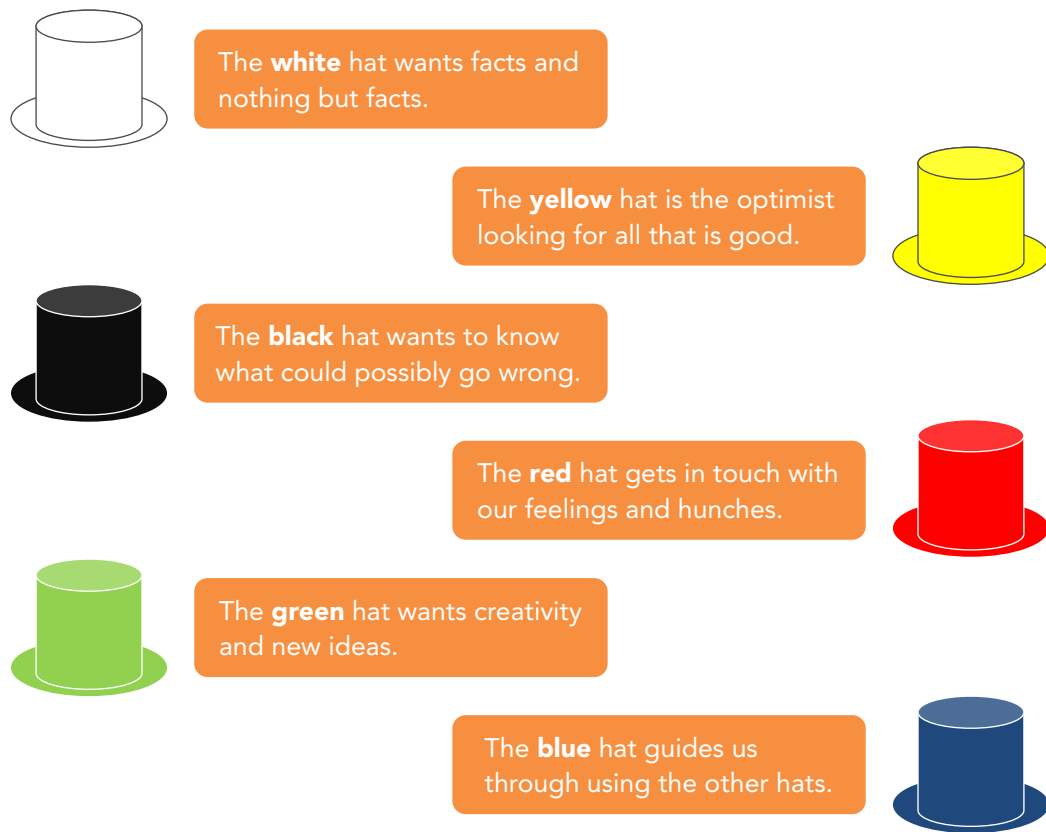 The white hat wants facts and
nothing but facts.
The yellow hat is the optimist
looking for all that is good.
The black hat wants to know
what could possibly go wrong.
The red hat gets in touch with
our feelings and hunches.
The green hat wants creativity
and new ideas.
The blue hat guides us
through using the other hats.